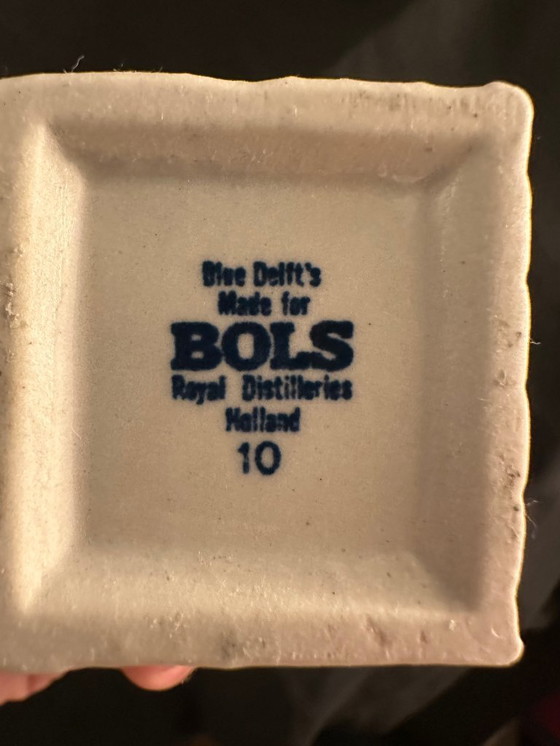 Blue Delft's
Made for
BOLS
Royal Distilleries
Holland
10